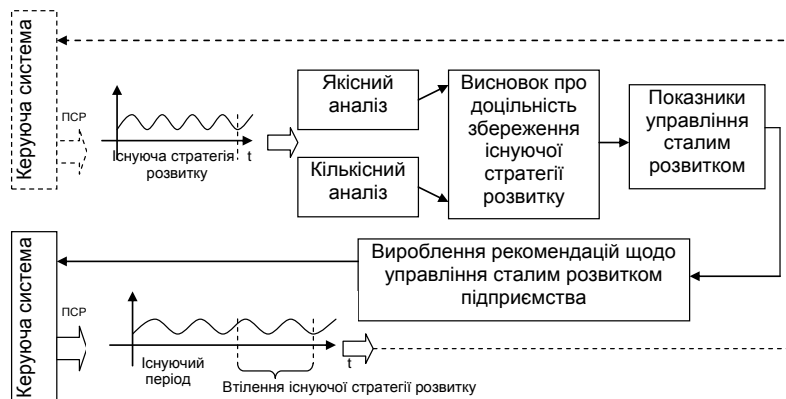 Керуюча система
ПСР
Існуюча стратегія
розвитку
t
Якісний
аналіз
Кількісний
аналіз
Висновок про
доцільність
збереження
існуючої
стратегії
розвитку
Показники
управління
сталим
розвитком
Керуюча система
ПСР
Вироблення рекомендацій щодо
управління сталим розвитком
підприємства
Існуючий
період
t
Втілення існуючої стратегії розвитку